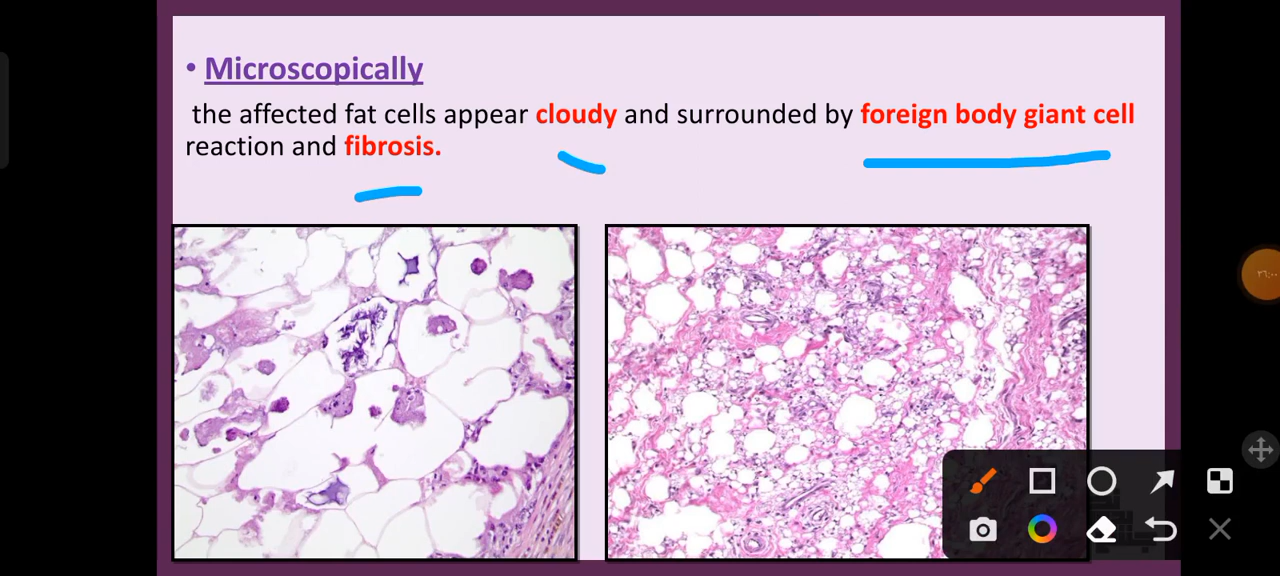 • Microscopically
the affected fat cells appear cloudy and surrounded by foreign body giant cell
reaction and fibrosis.